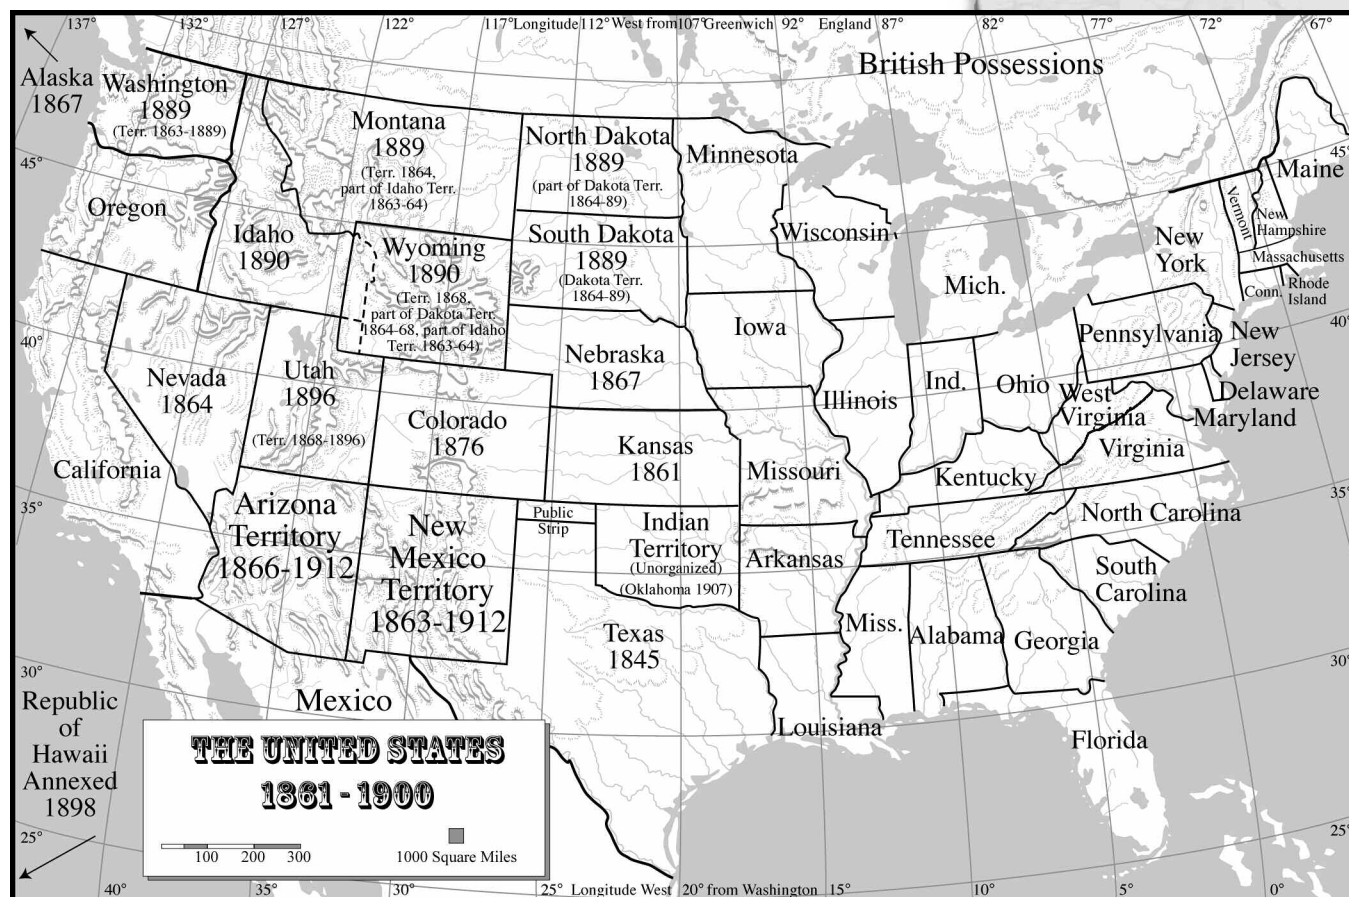 137°
132°
127°
122°
117° Longitude 112° West from 107° Greenwich 92° England 87°
82°
77°
72°
67°
British Possessions
Alaska
1867
Washington
1889
(Terr. 1863-1889)
Montana
1889
(Terr. 1864,
part of Idaho Terr.
1863-64)
North Dakota
1889
(part of Dakota Terr.
1864-89)
Minnesota
45°
45°
Maine
Oregon
Idaho
1890
Wyoming
1890
(Terr. 1868,
part of Dakota Terr.
1864-68, part of Idaho
Terr. 1863-64)
South Dakota
1889
(Dakota Terr.
1864-89)
Wisconsin
Mich.
New
York
Vermont
New
Hampshire
Massachusetts
Conn.
Rhode
Island
40°
40°
Nevada
1864
Utah
1896
(Terr. 1868-1896)
Colorado
1876
Nebraska
1867
Iowa
Illinois
Ind.
Ohio
Pennsylvania
New
Jersey
Delaware
Maryland
West
Virginia
Virginia
California
Kansas
1861
Missouri
Kentucky
35°
35°
Arizona
Territory
1866-1912
New
Mexico
Territory
1863-1912
Public
Strip
Indian
Territory
(Unorganized)
(Oklahoma 1907)
Arkansas
Tennessee
North Carolina
South
Carolina
Texas
1845
Miss.
Alabama
Georgia
30°
30°
Mexico
Louisiana
Florida
Republic
of
Hawaii
Annexed
1898
THE UNITED STATES
1861 - 1900
100 200 300
1000 Square Miles
25°
25°
40°
35°
30°
25° Longitude West 20° from Washington 15°
10°
5°
0°